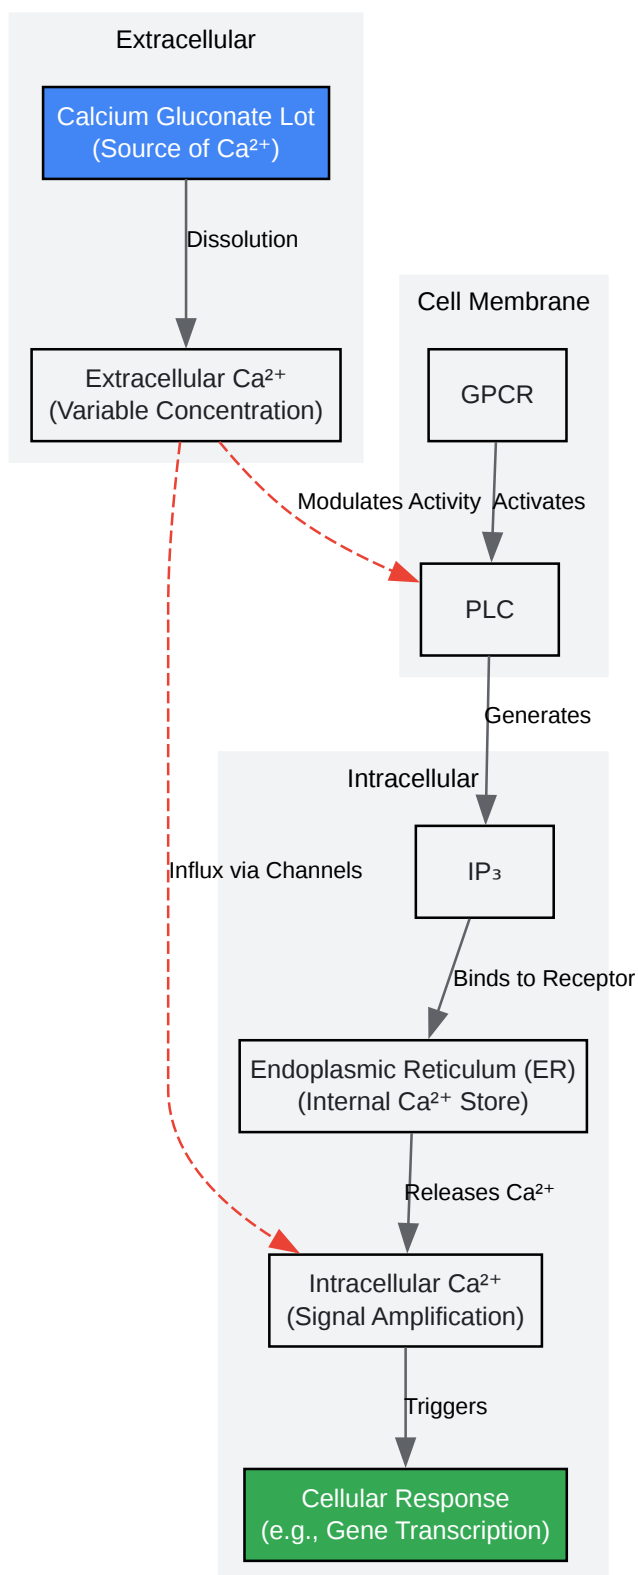 Extracellular
Calcium Gluconate Lot
(Source of Ca²⁺)
Dissolution
Cell Membrane
Extracellular Ca²⁺
(Variable Concentration)
GPCR
Modulates Activity
Activates
PLC
Generates
Intracellular
Influx via Channels
IP₃
Binds to Receptor
Endoplasmic Reticulum (ER)
(Internal Ca²⁺ Store)
Releases Ca²⁺
Intracellular Ca²⁺
(Signal Amplification)
Triggers
Cellular Response
(e.g., Gene Transcription)